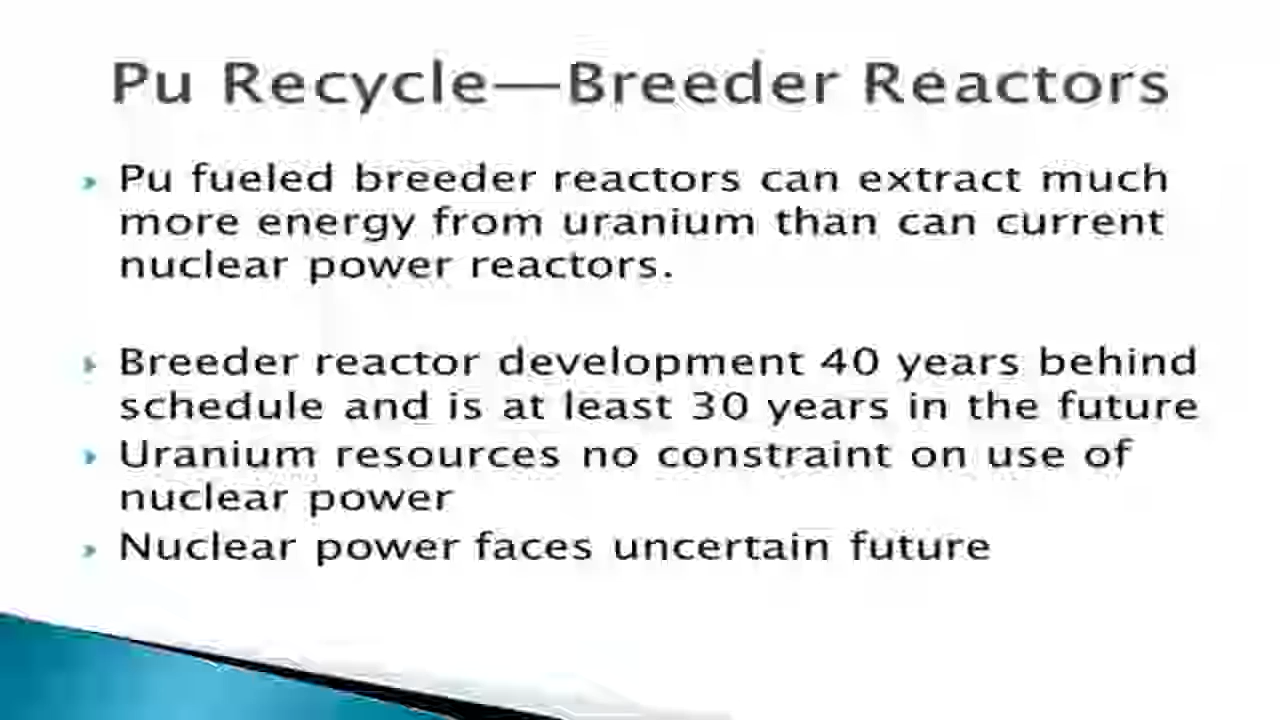 Pu Recycle—Breeder Reactors
Pu fueled breeder reactors can extract much
more energy from uranium than can current
nuclear power reactors.
Breeder reactor development 40 years behind
schedule and is at least 30 years in the future
Uranium resources no constraint on use of
nuclear power
Nuclear power faces uncertain future